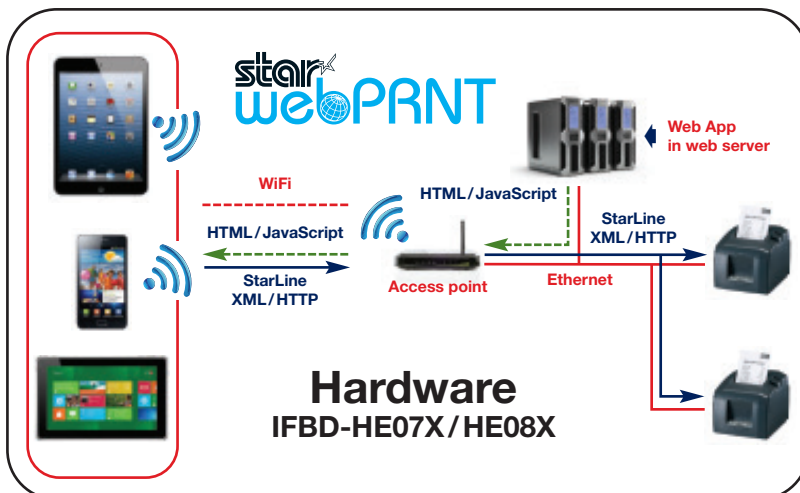 star
webPRNT
Web App
in web server
WiFi
HTML/JavaScript
HTML/JavaScript
StarLine
XML/HTTP
StarLine
XML/HTTP
Access point
Ethernet
Hardware
IFBD-HE07X/HE08X